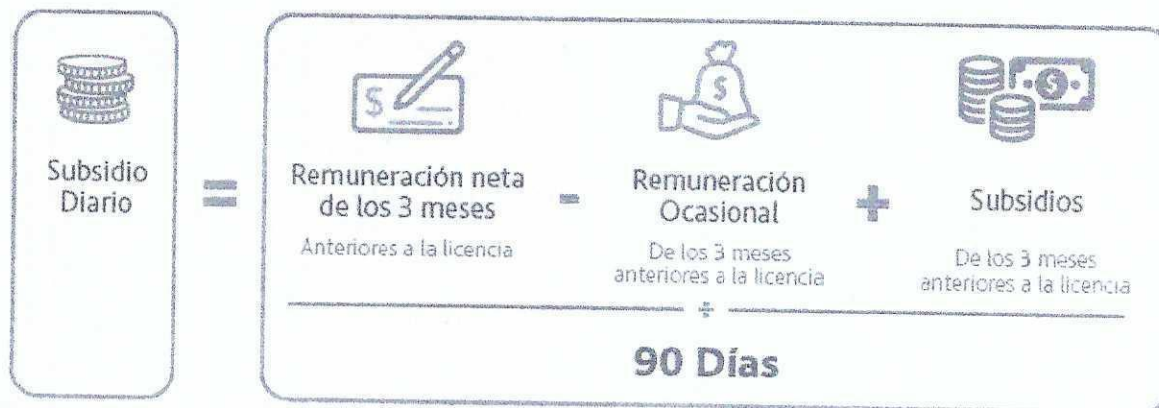 Subsidio
Diario
=
Remuneración neta
de los 3 meses
Anteriores a la licencia
-
Remuneración
Ocasional
De los 3 meses
anteriores a la licencia
+
Subsidios
De los 3 meses
anteriores a la licencia
÷
90 Días